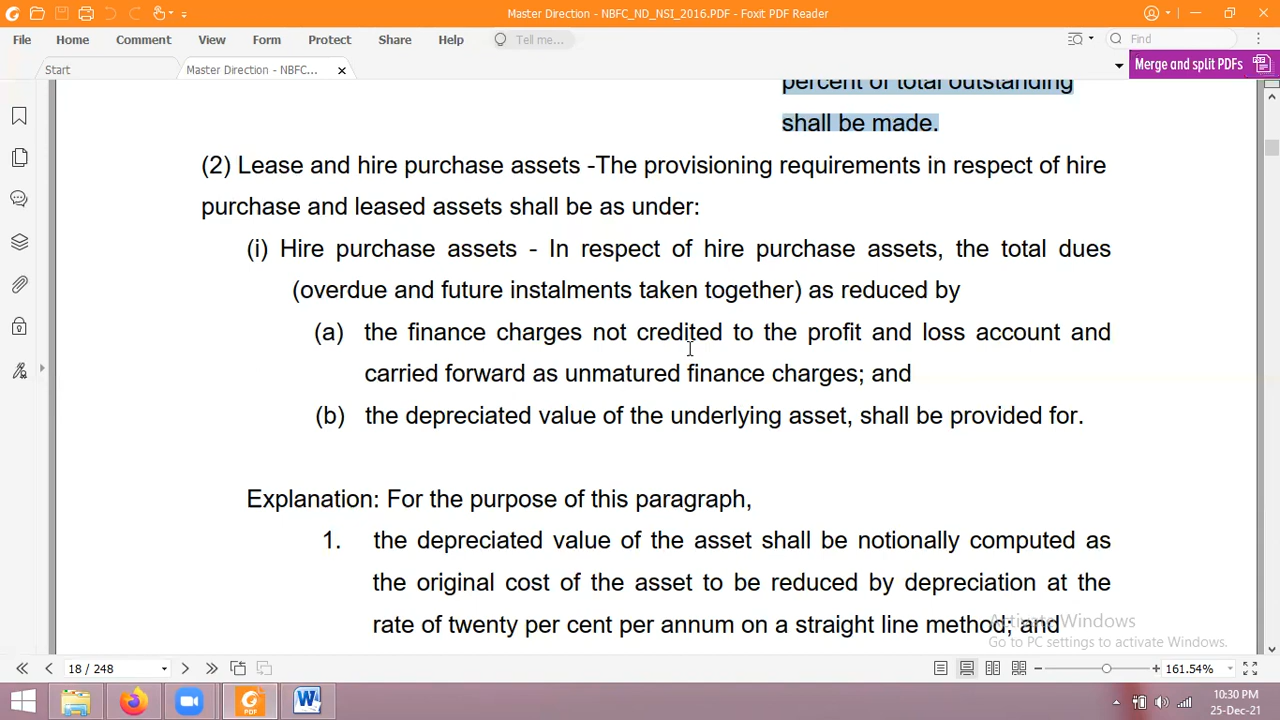 Master Direction - NBFC_ND_NSI_2016.PDF - Foxit PDF Reader
File Home Comment View Form Protect Share Help Tell me... Find
Start Master Direction - NBFC... Merge and split PDFs
percent of total outstanding
shall be made.
(2) Lease and hire purchase assets -The provisioning requirements in respect of hire
purchase and leased assets shall be as under:
(i) Hire purchase assets - In respect of hire purchase assets, the total dues
(overdue and future instalments taken together) as reduced by
(a) the finance charges not credited to the profit and loss account and
carried forward as unmatured finance charges; and
(b) the depreciated value of the underlying asset, shall be provided for.
Explanation: For the purpose of this paragraph,
1. the depreciated value of the asset shall be notionally computed as
the original cost of the asset to be reduced by depreciation at the
rate of twenty per cent per annum on a straight line method; and
Activate Windows
Go to PC settings to activate Windows.
18 / 248 161.54%
10:30 PM
25-Dec-21